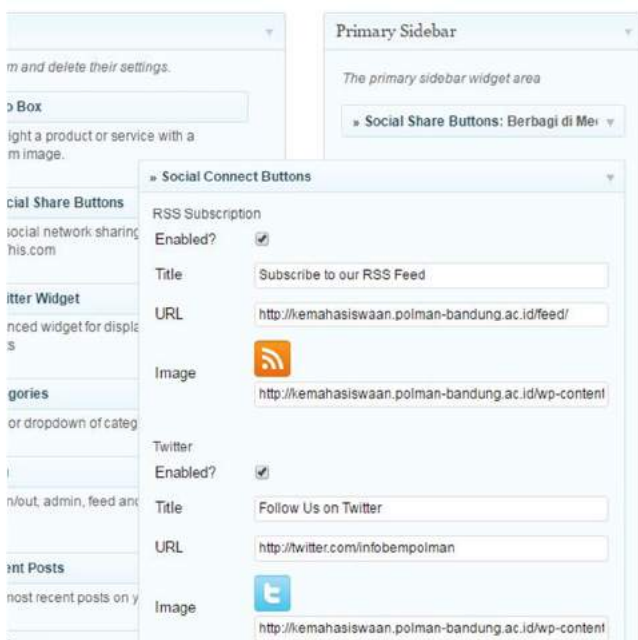 m and delete their settings.
o Box
ight a product or service with a
m image.
cial Share Buttons
social network sharing
his.com
itter Widget
nced widget for displa
s
gories
or dropdown of categ
n/out, admin, feed and
ent Posts
most recent posts on y
Primary Sidebar
The primary sidebar widget area
» Social Share Buttons: Berbagi di Me
» Social Connect Buttons
RSS Subscription
Enabled?
Title Subscribe to our RSS Feed
URL http://kemahasiswaan.polman-bandung.ac.id/feed/
Image
http://kemahasiswaan.polman-bandung.ac.id/wp-content
Twitter
Enabled?
Title Follow Us on Twitter
URL http://twitter.com/infobempolman
Image
http://kemahasiswaan.polman-bandung.ac.id/wp-content